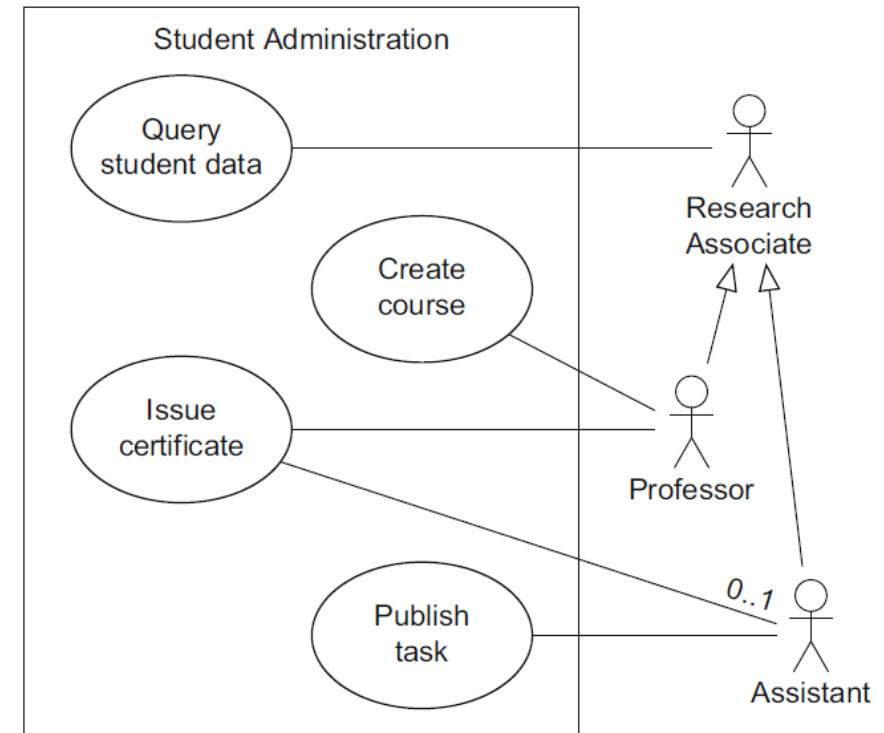 Student Administration
Query
student data
Research
Associate
Create
course
Issue
certificate
Professor
0..1
Publish
task
Assistant